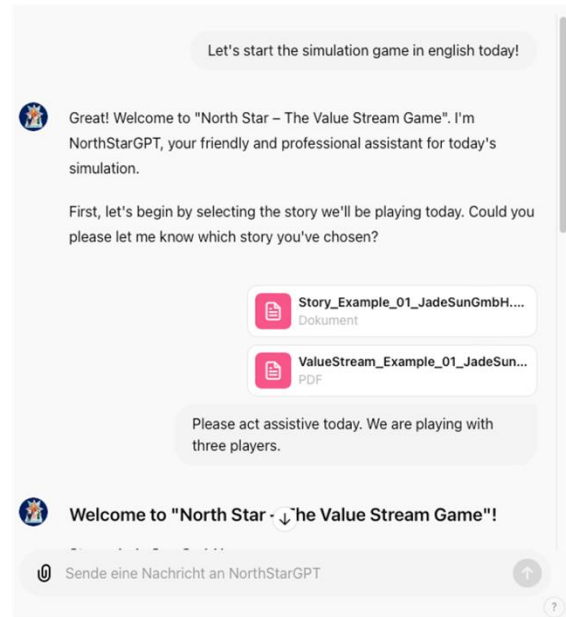 Let's start the simulation game in english today!
Great! Welcome to "North Star – The Value Stream Game". I'm
NorthStarGPT, your friendly and professional assistant for today's
simulation.
First, let's begin by selecting the story we'll be playing today. Could you
please let me know which story you've chosen?
Story_Example_01_JadeSunGmbH....
Dokument
ValueStream_Example_01_JadeSun...
PDF
Please act assistive today. We are playing with
three players.
Welcome to "North Star - The Value Stream Game"!
Sende eine Nachricht an NorthStarGPT
?